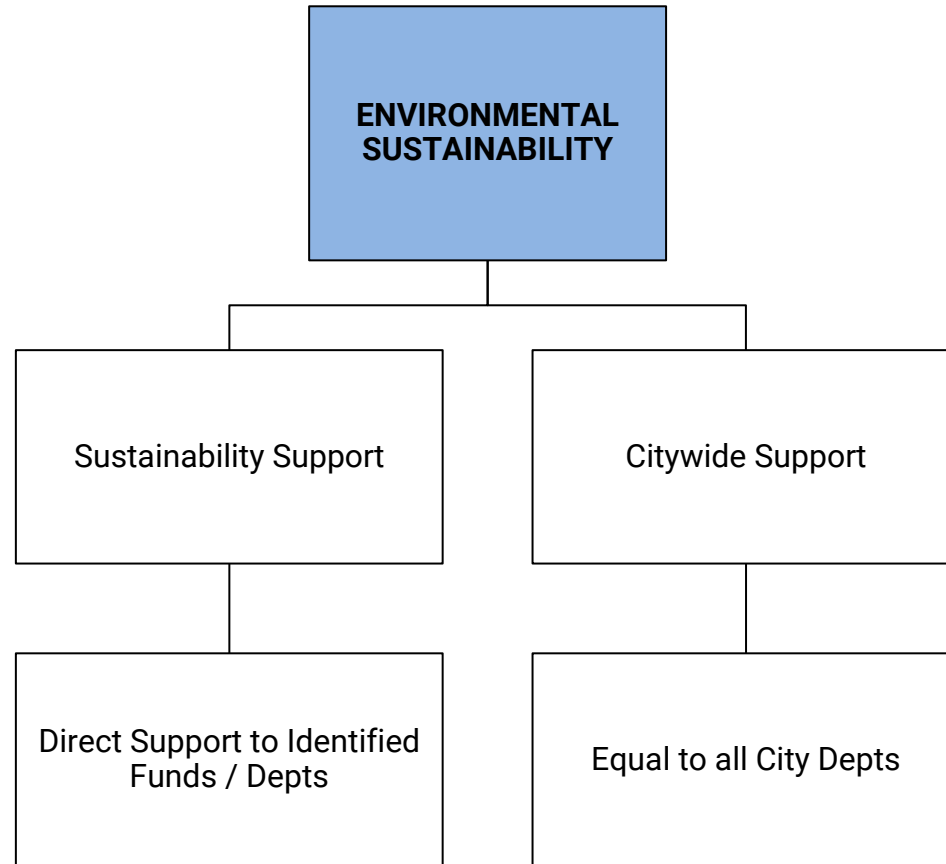 ENVIRONMENTAL
SUSTAINABILITY
Sustainability Support
Citywide Support
Direct Support to Identified
Funds / Depts
Equal to all City Depts